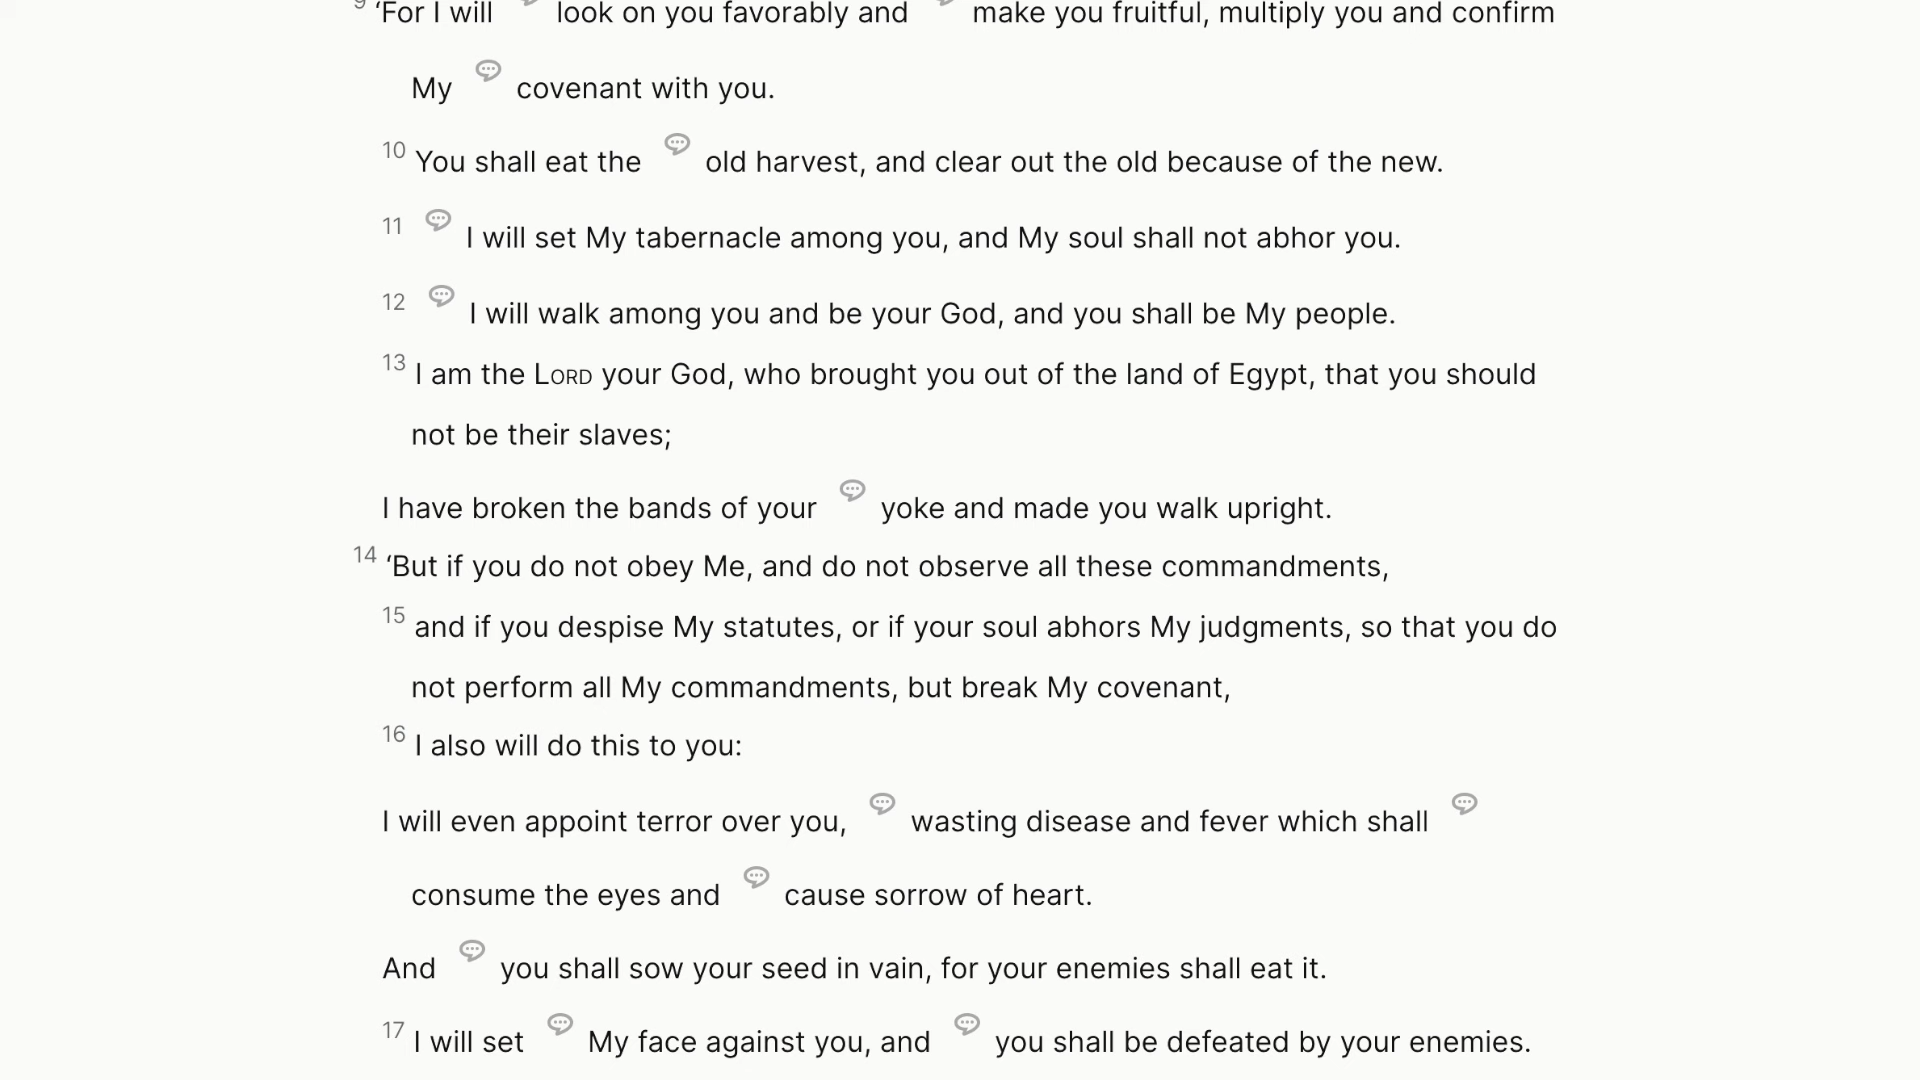 9 ‘For I will look on you favorably and make you fruitful, multiply you and confirm
My covenant with you.
10 You shall eat the old harvest, and clear out the old because of the new.
11 I will set My tabernacle among you, and My soul shall not abhor you.
12 I will walk among you and be your God, and you shall be My people.
13 I am the LORD your God, who brought you out of the land of Egypt, that you should
not be their slaves;
I have broken the bands of your yoke and made you walk upright.
14 ‘But if you do not obey Me, and do not observe all these commandments,
15 and if you despise My statutes, or if your soul abhors My judgments, so that you do
not perform all My commandments, but break My covenant,
16 I also will do this to you:
I will even appoint terror over you, wasting disease and fever which shall
consume the eyes and cause sorrow of heart.
And you shall sow your seed in vain, for your enemies shall eat it.
17 I will set My face against you, and you shall be defeated by your enemies.